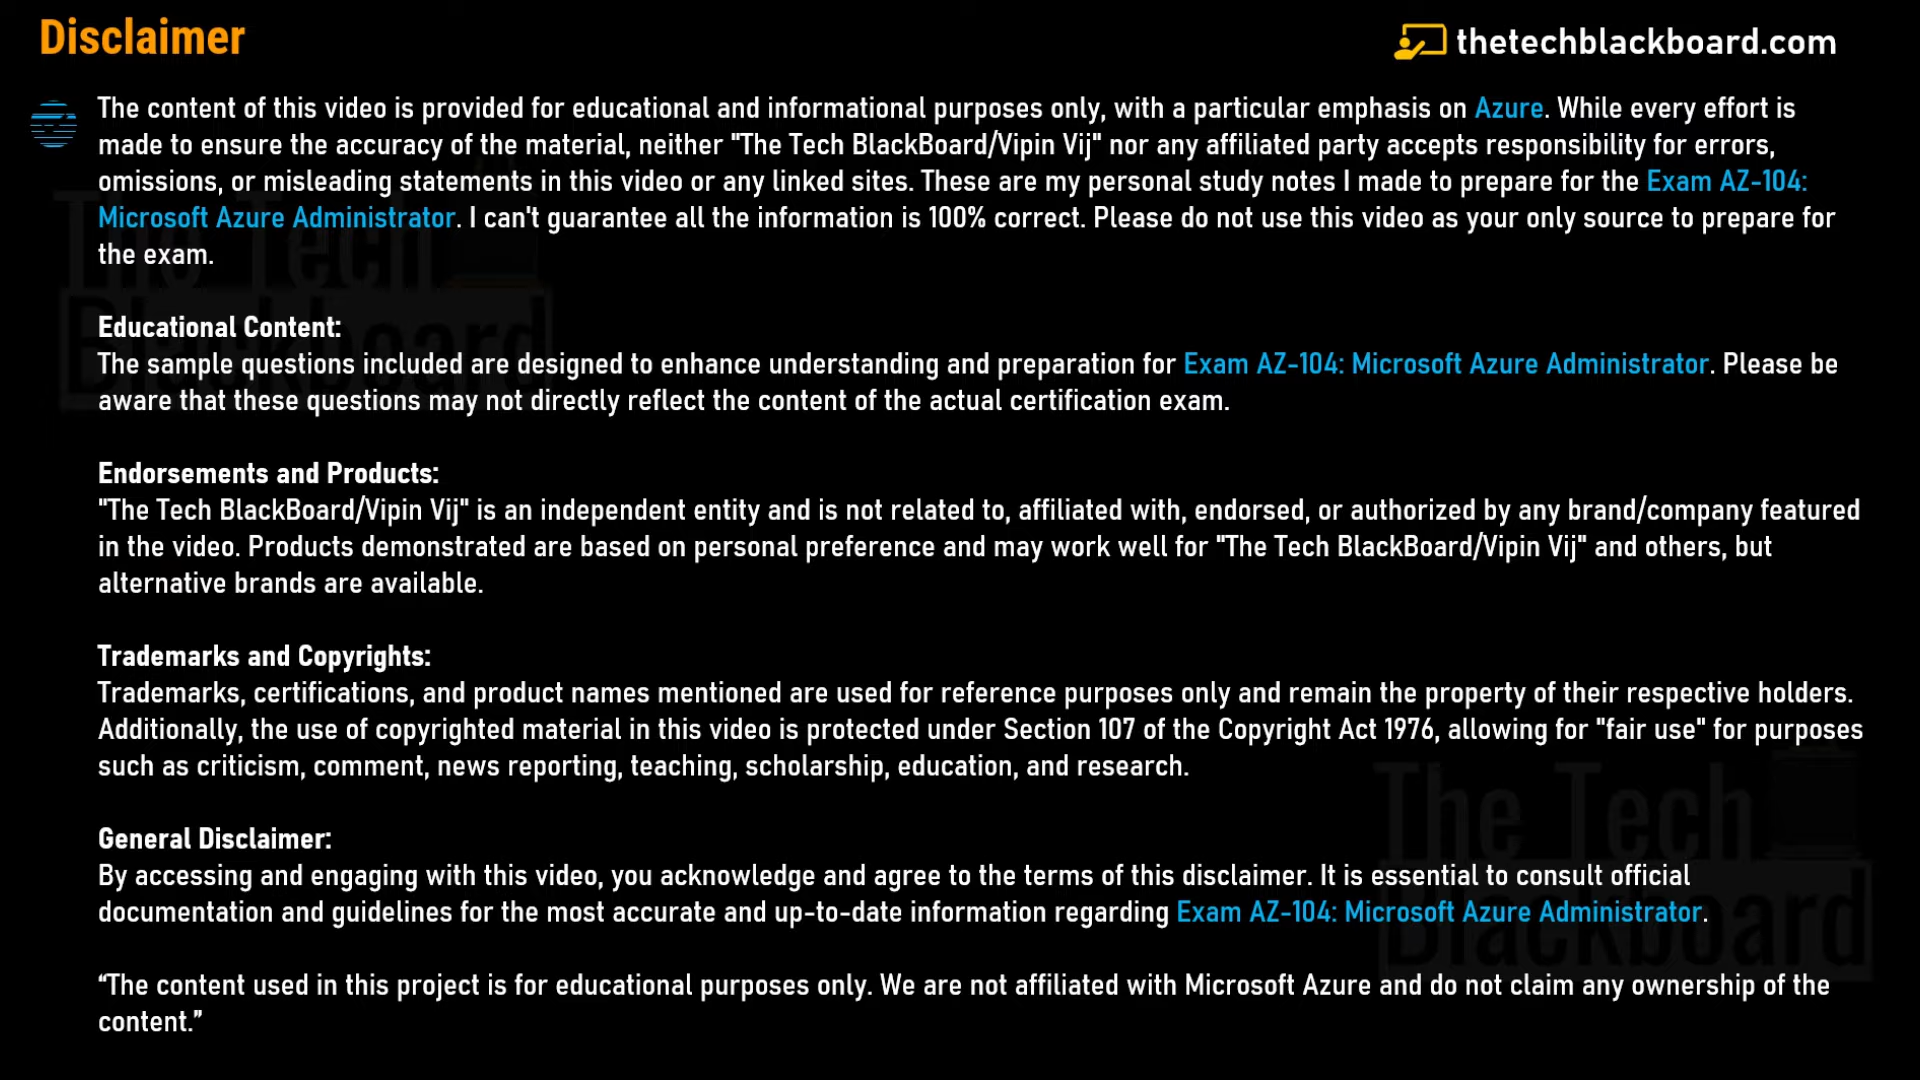 Disclaimer
thetechblackboard.com
The content of this video is provided for educational and informational purposes only, with a particular emphasis on Azure. While every effort is
made to ensure the accuracy of the material, neither "The Tech BlackBoard/Vipin Vij" nor any affiliated party accepts responsibility for errors,
omissions, or misleading statements in this video or any linked sites. These are my personal study notes I made to prepare for the Exam AZ-104:
Microsoft Azure Administrator. I can't guarantee all the information is 100% correct. Please do not use this video as your only source to prepare for
the exam.
Educational Content:
The sample questions included are designed to enhance understanding and preparation for Exam AZ-104: Microsoft Azure Administrator. Please be
aware that these questions may not directly reflect the content of the actual certification exam.
Endorsements and Products:
"The Tech BlackBoard/Vipin Vij" is an independent entity and is not related to, affiliated with, endorsed, or authorized by any brand/company featured
in the video. Products demonstrated are based on personal preference and may work well for "The Tech BlackBoard/Vipin Vij" and others, but
alternative brands are available.
Trademarks and Copyrights:
Trademarks, certifications, and product names mentioned are used for reference purposes only and remain the property of their respective holders.
Additionally, the use of copyrighted material in this video is protected under Section 107 of the Copyright Act 1976, allowing for "fair use" for purposes
such as criticism, comment, news reporting, teaching, scholarship, education, and research.
General Disclaimer:
By accessing and engaging with this video, you acknowledge and agree to the terms of this disclaimer. It is essential to consult official
documentation and guidelines for the most accurate and up-to-date information regarding Exam AZ-104: Microsoft Azure Administrator.
“The content used in this project is for educational purposes only. We are not affiliated with Microsoft Azure and do not claim any ownership of the
content.”
The Tech
Blackboard
The Tech
Blackboard